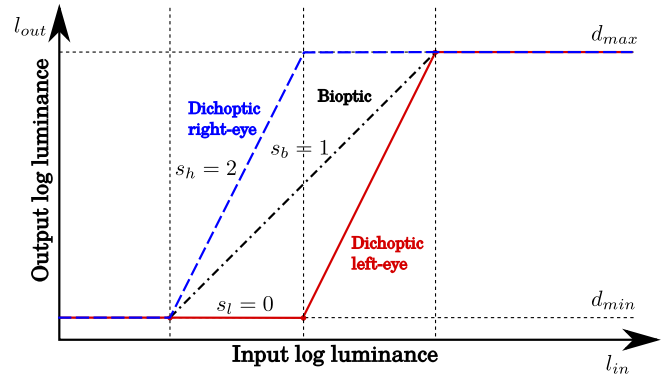 l_out
d_max
Output log luminance
Dichoptic
right-eye
Bioptic
s_b = 1
s_h = 2
Dichoptic
left-eye
s_l = 0
d_min
Input log luminance
l_in